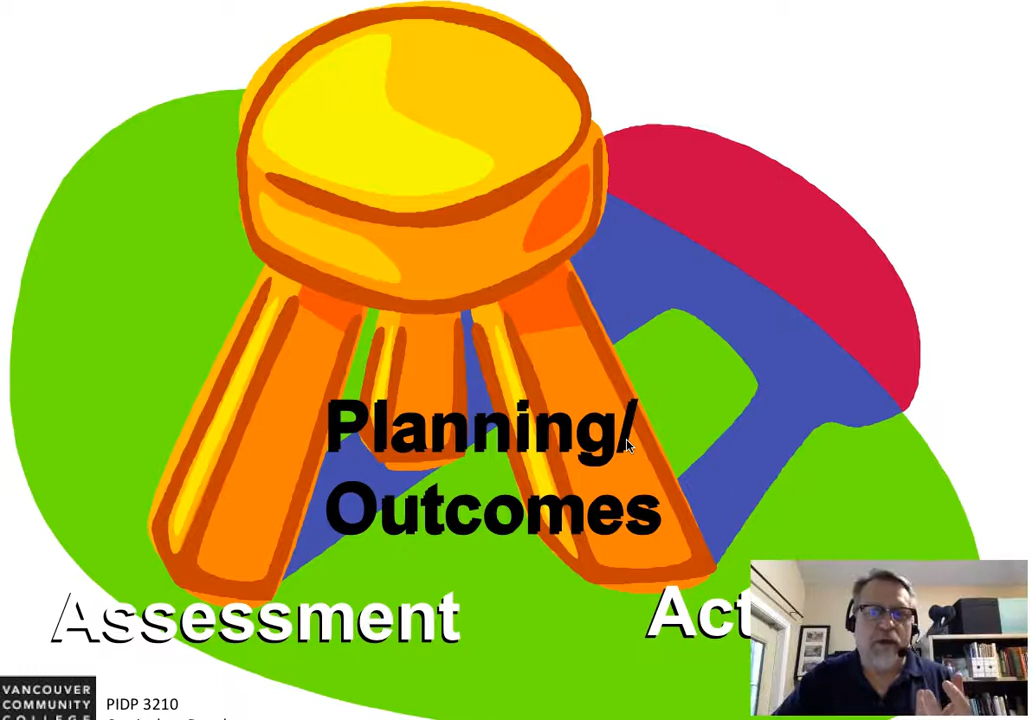 Planning/
Outcomes
Assessment
Act
VANCOUVER
COMMUNITY
COLLEGE
PIDP 3210